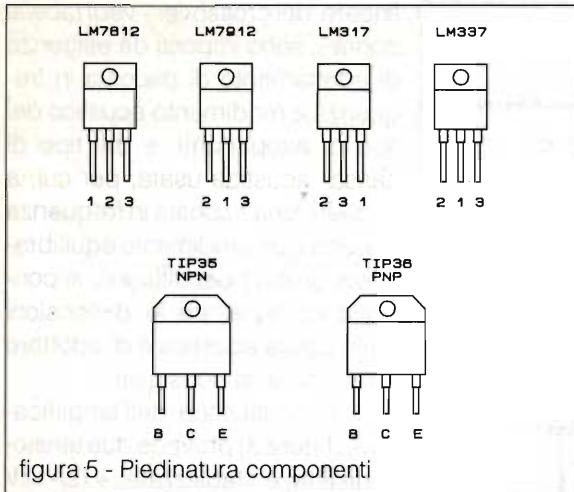 LM7812 LM7912 LM317 LM337
1 2 3 2 1 3 2 3 1 2 1 3
TIP35 TIP36
NPN PNP
B C E B C E
figura 5 - Piedinatura componenti